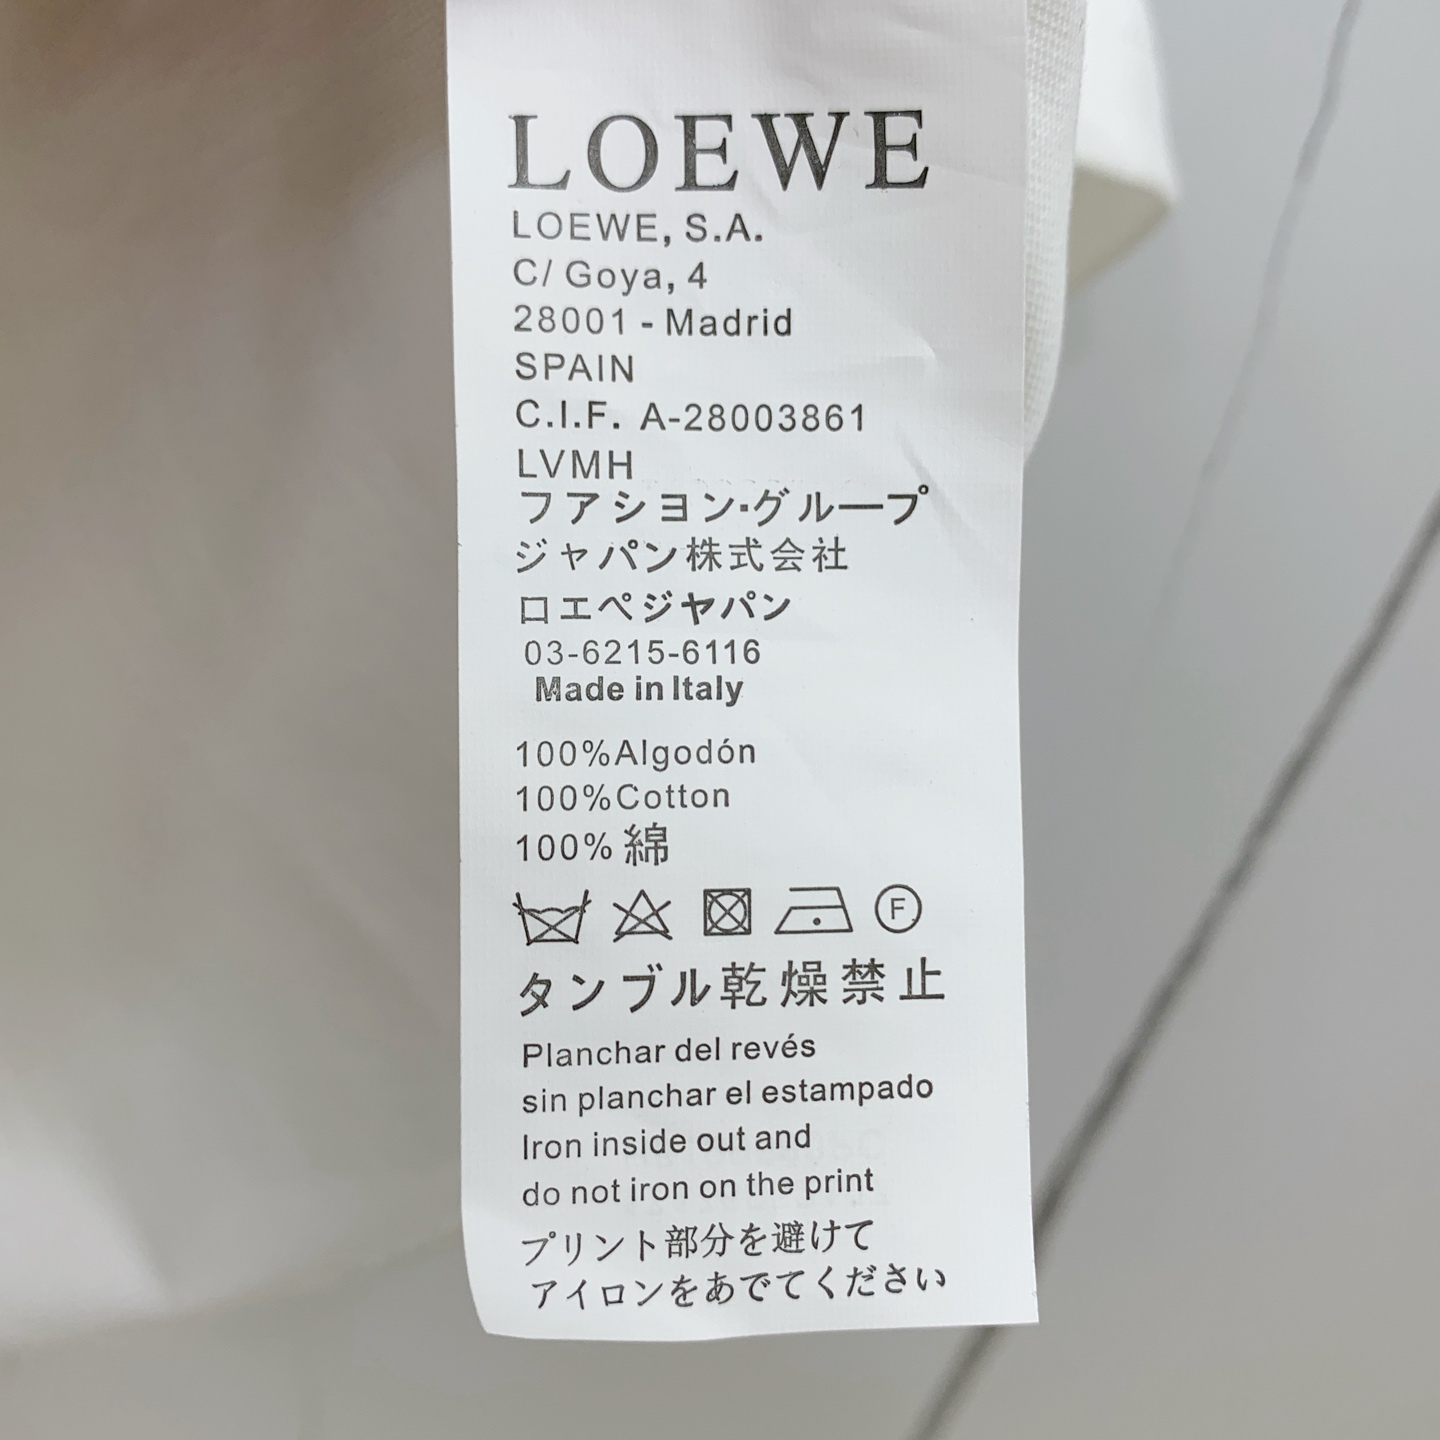 LOEWE
LOEWE, S.A.
C/ Goya, 4
28001 - Madrid
SPAIN
C.I.F. A-28003861
LVMH
フアシヨン・グループ
ジャパン株式会社
ロエペジヤパン
03-6215-6116
Made in Italy
100%Algodón
100%Cotton
100% 綿
F
タンブル乾燥禁止
Planchar del revés
sin planchar el estampado
Iron inside out and
do not iron on the print
プリント部分を避けて
アイロンをあででください